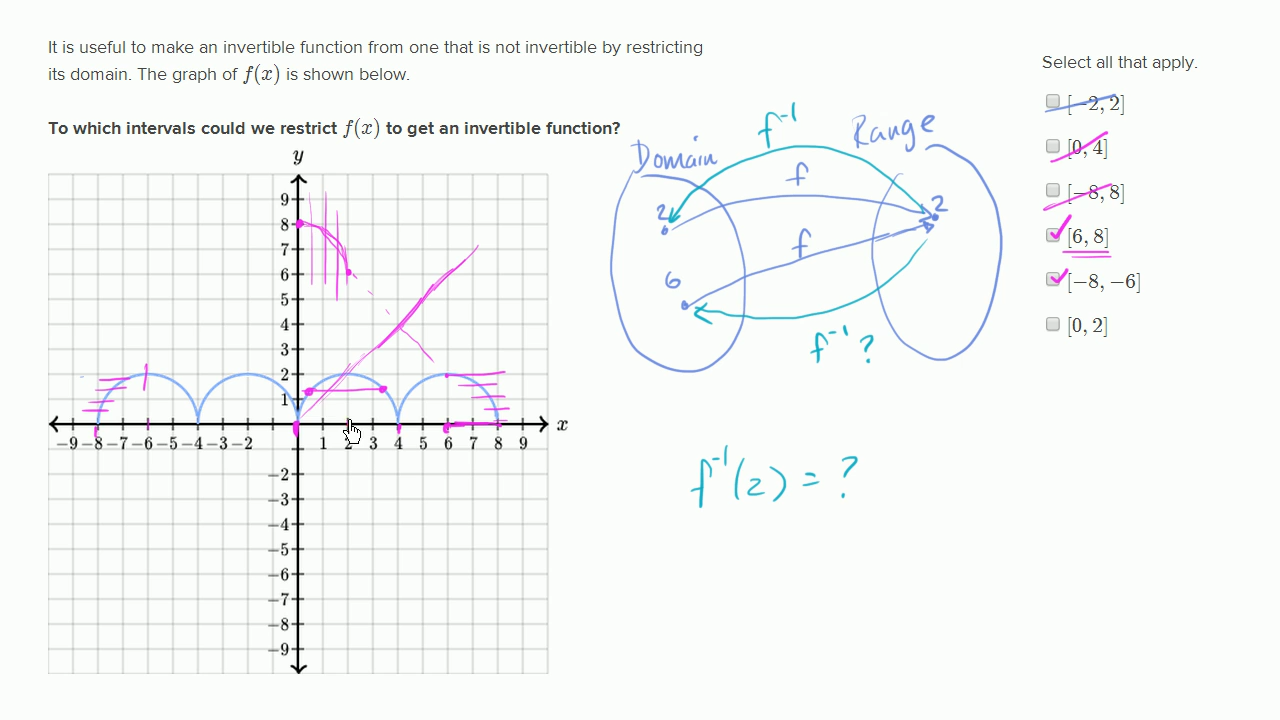 It is useful to make an invertible function from one that is not invertible by restricting
its domain. The graph of f(x) is shown below.
To which intervals could we restrict f(x) to get an invertible function?
Select all that apply.
[−2, 2]
[0, 4]
[−8, 8]
[6, 8]
[−8, −6]
[0, 2]
f⁻¹
Domain
Range
f
2
2
f
6
f⁻¹ ?
f⁻¹(2) = ?
y
9
8
7
6
5
4
3
2
1
x
−9 −8 −7 −6 −5 −4 −3 −2 1 2 3 4 5 6 7 8 9
−2
−3
−4
−5
−6
−7
−8
−9